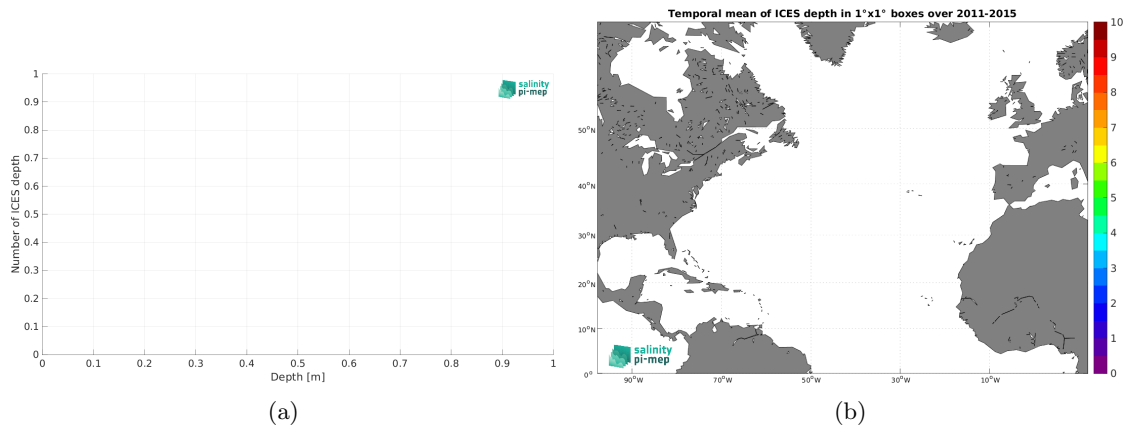 Temporal mean of ICES depth in 1°x1° boxes over 2011-2015
1
0.9
0.8
0.7
0.6
0.5
0.4
0.3
0.2
0.1
0
Number of ICES depth
0 0.1 0.2 0.3 0.4 0.5 0.6 0.7 0.8 0.9 1
Depth [m]
salinity
pi-mep
(a)
50°N
40°N
30°N
20°N
10°N
0°
90°W 70°W 50°W 30°W 10°W
salinity
pi-mep
10
9
8
7
6
5
4
3
2
1
0
(b)